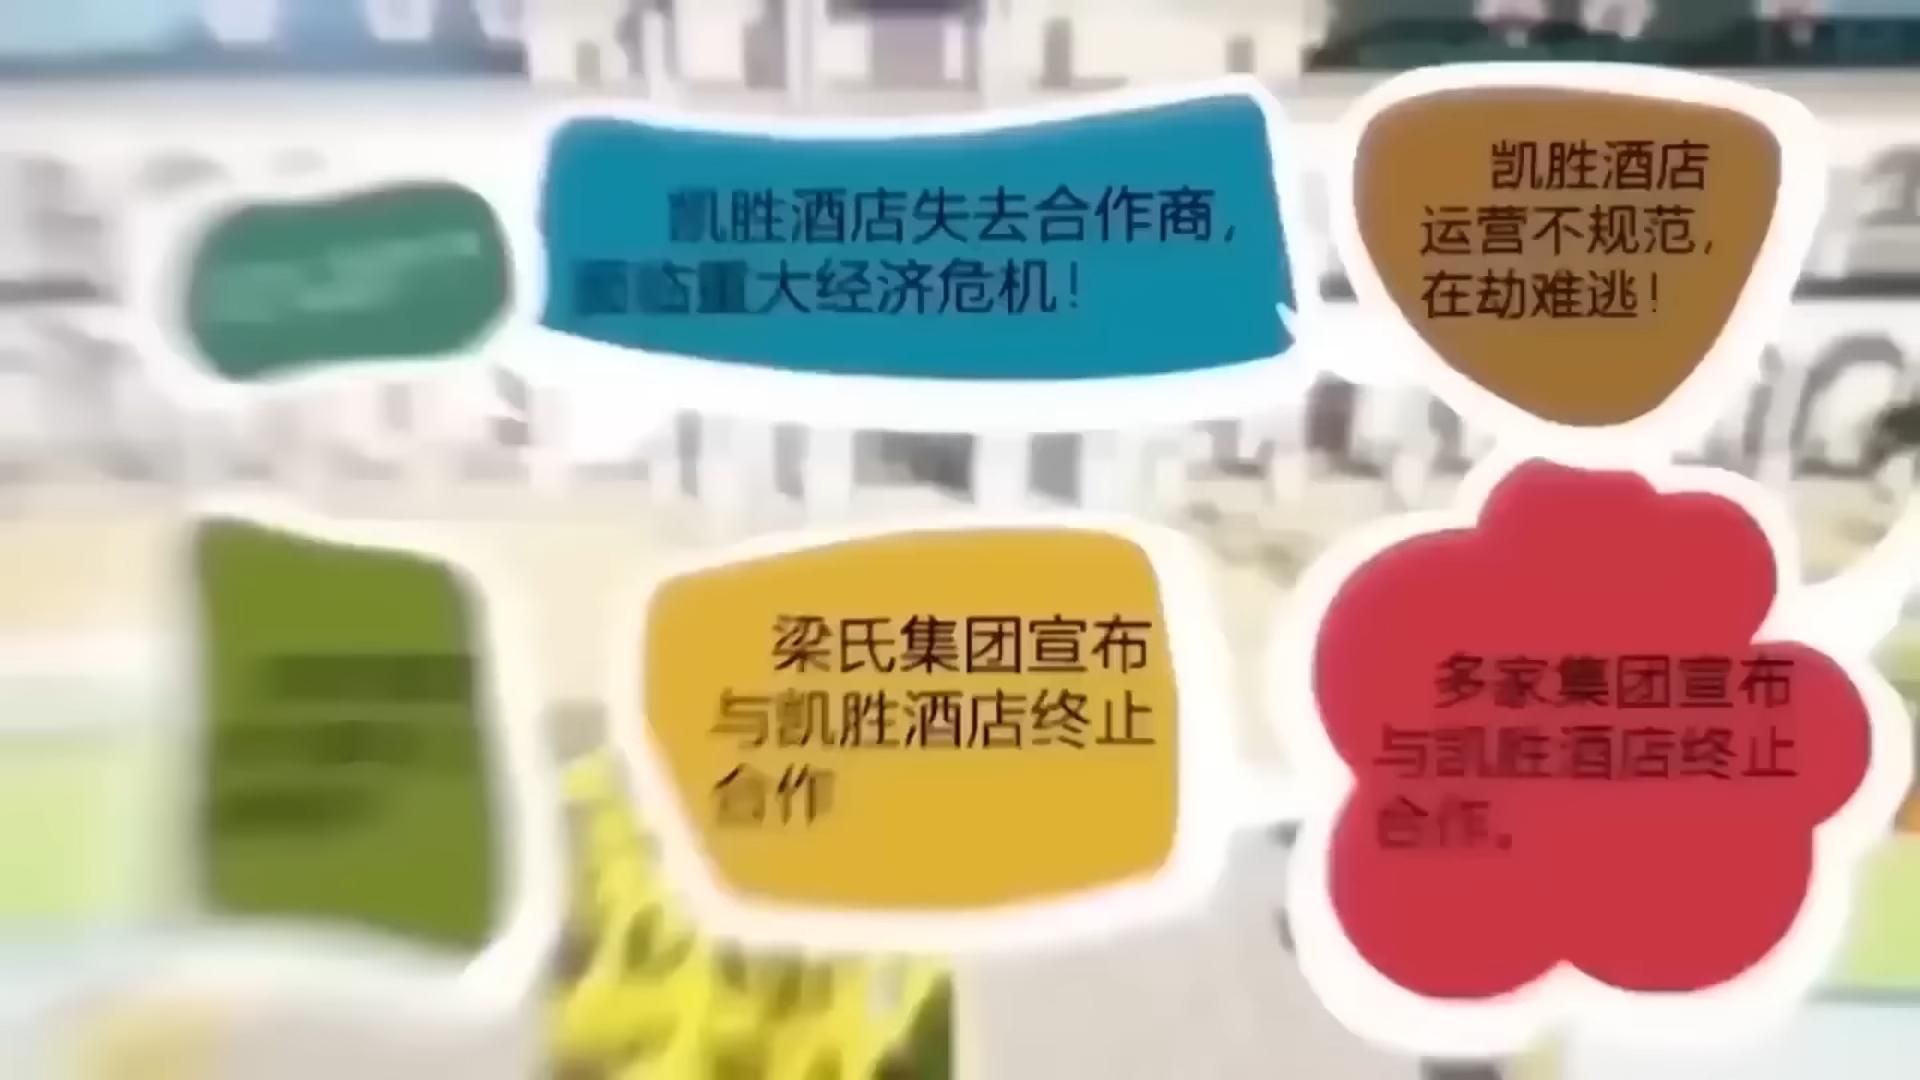 凯胜酒店失去合作商,
面临重大经济危机!
凯胜酒店
运营不规范,
在劫难逃!
梁氏集团宣布
与凯胜酒店终止
合作
多家集团宣布
与凯胜酒店终止
合作。